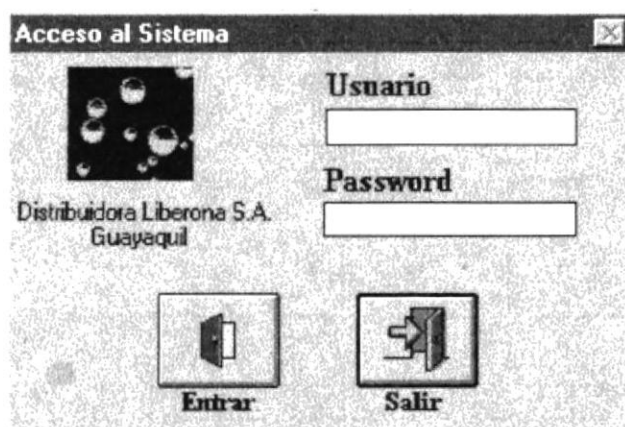 Acceso al Sistema
Usuario
Password
Distribuidora Liberona S.A.
Guayaquil
Entrar
Salir